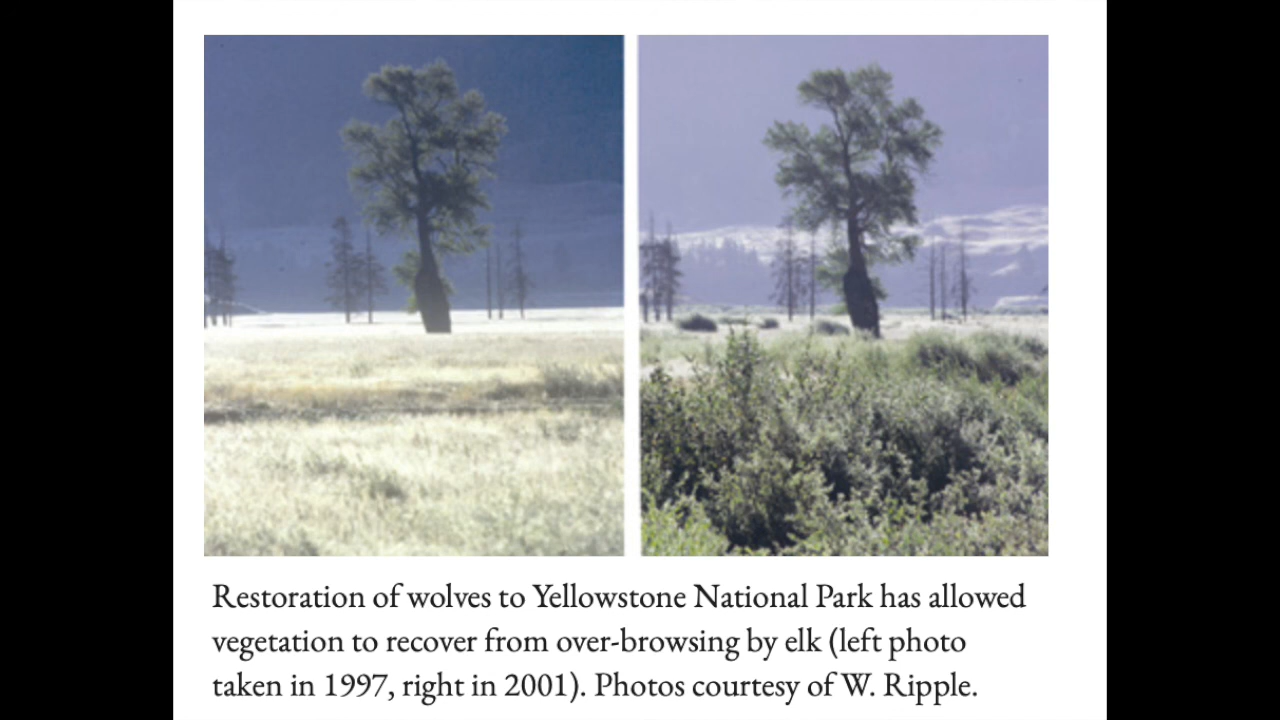 Restoration of wolves to Yellowstone National Park has allowed
vegetation to recover from over-browsing by elk (left photo
taken in 1997, right in 2001). Photos courtesy of W. Ripple.